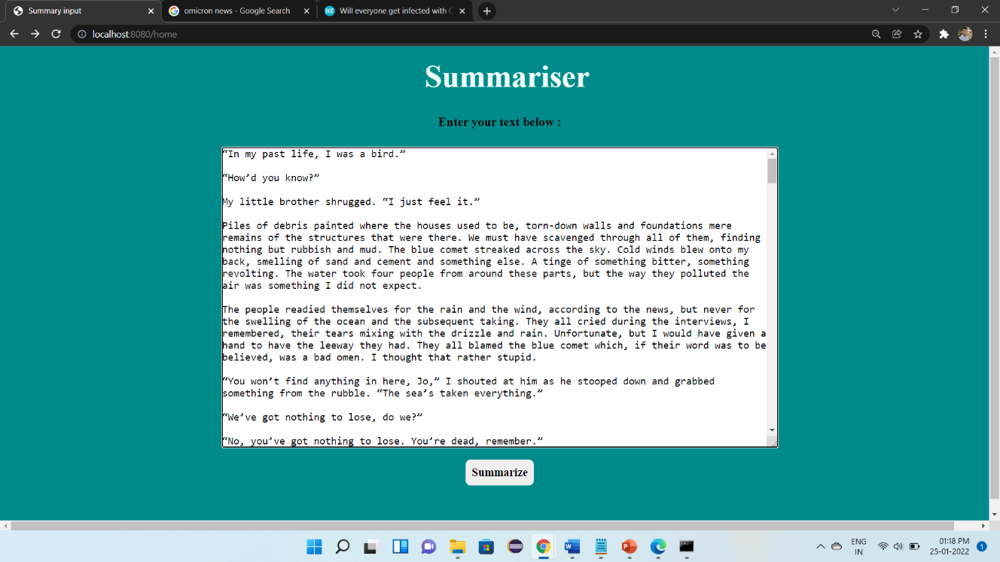 Summary input
omicron news - Google Search
Will everyone get infected with
localhost:8080/home
Summariser
Enter your text below :
“In my past life, I was a bird.”
“How’d you know?”
My little brother shrugged. “I just feel it.”
Piles of debris painted where the houses used to be, torn-down walls and foundations mere
remains of the structures that were there. We must have scavenged through all of them, finding
nothing but rubbish and mud. The blue comet streaked across the sky. Cold winds blew onto my
back, smelling of sand and cement and something else. A tinge of something bitter, something
revolting. The water took four people from around these parts, but the way they polluted the
air was something I did not expect.
The people readied themselves for the rain and the wind, according to the news, but never for
the swelling of the ocean and the subsequent taking. They all cried during the interviews, I
remembered, their tears mixing with the drizzle and rain. Unfortunate, but I would have given a
hand to have the leeway they had. They all blamed the blue comet which, if their word was to be
believed, was a bad omen. I thought that rather stupid.
“You won’t find anything in here, Jo,” I shouted at him as he stooped down and grabbed
something from the rubble. “The sea’s taken everything.”
“We’ve got nothing to lose, do we?”
“No, you’ve got nothing to lose. You’re dead, remember.”
Summarize
ENG
IN
01:18 PM
25-01-2022
1